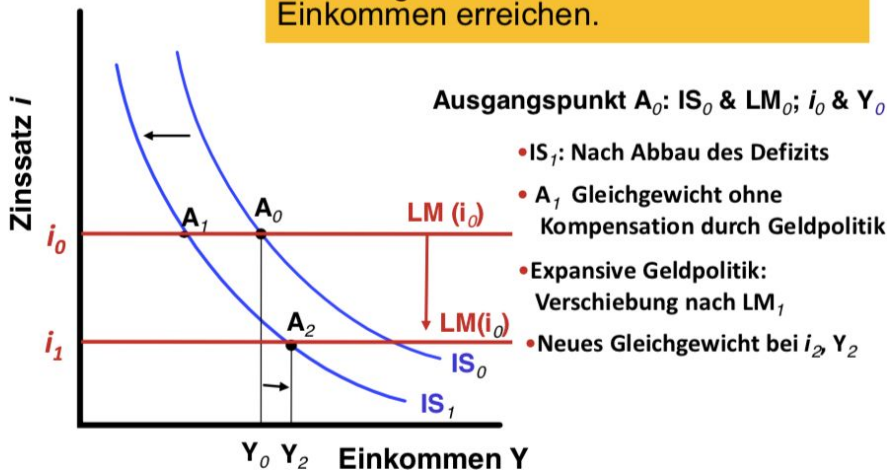 Einkommen erreichen.
Zinssatz i
Ausgangspunkt A₀: IS₀ & LM₀; i₀ & Y₀
•IS₁: Nach Abbau des Defizits
• A₁ Gleichgewicht ohne
Kompensation durch Geldpolitik
•Expansive Geldpolitik:
Verschiebung nach LM₁
•Neues Gleichgewicht bei i₂, Y₂
A₁
A₀
LM (i₀)
i₀
A₂
LM(i₀)
i₁
IS₀
IS₁
Y₀ Y₂ Einkommen Y